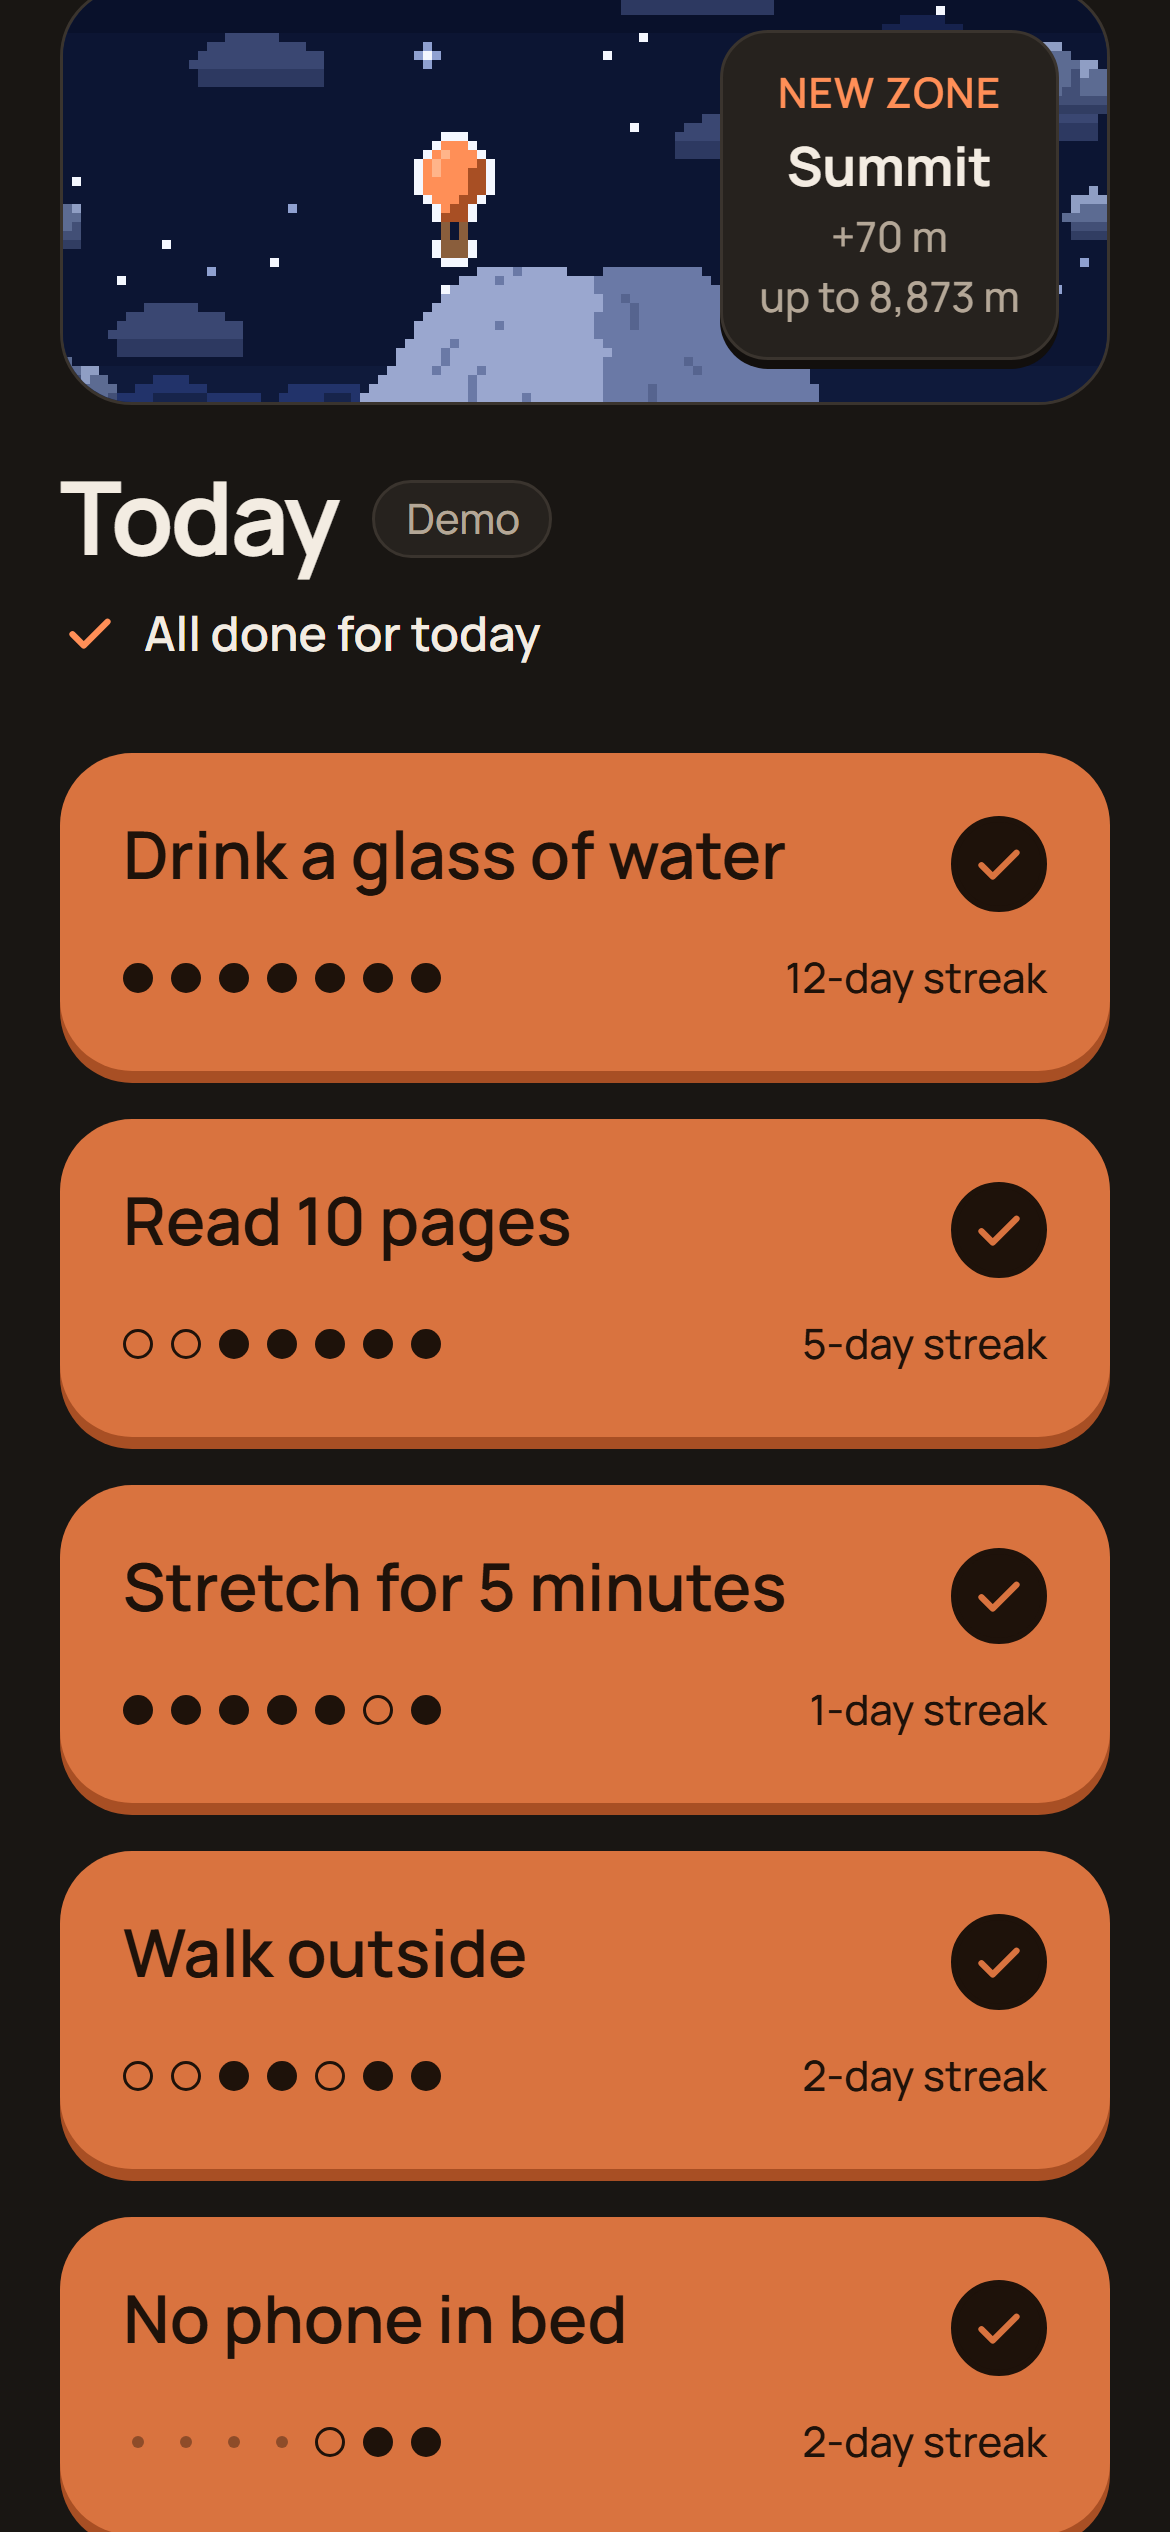 NEW ZONE
Summit
+70 m
up to 8,873 m
Today
Demo
All done for today
Drink a glass of water
12-day streak
Read 10 pages
5-day streak
Stretch for 5 minutes
1-day streak
Walk outside
2-day streak
No phone in bed
2-day streak